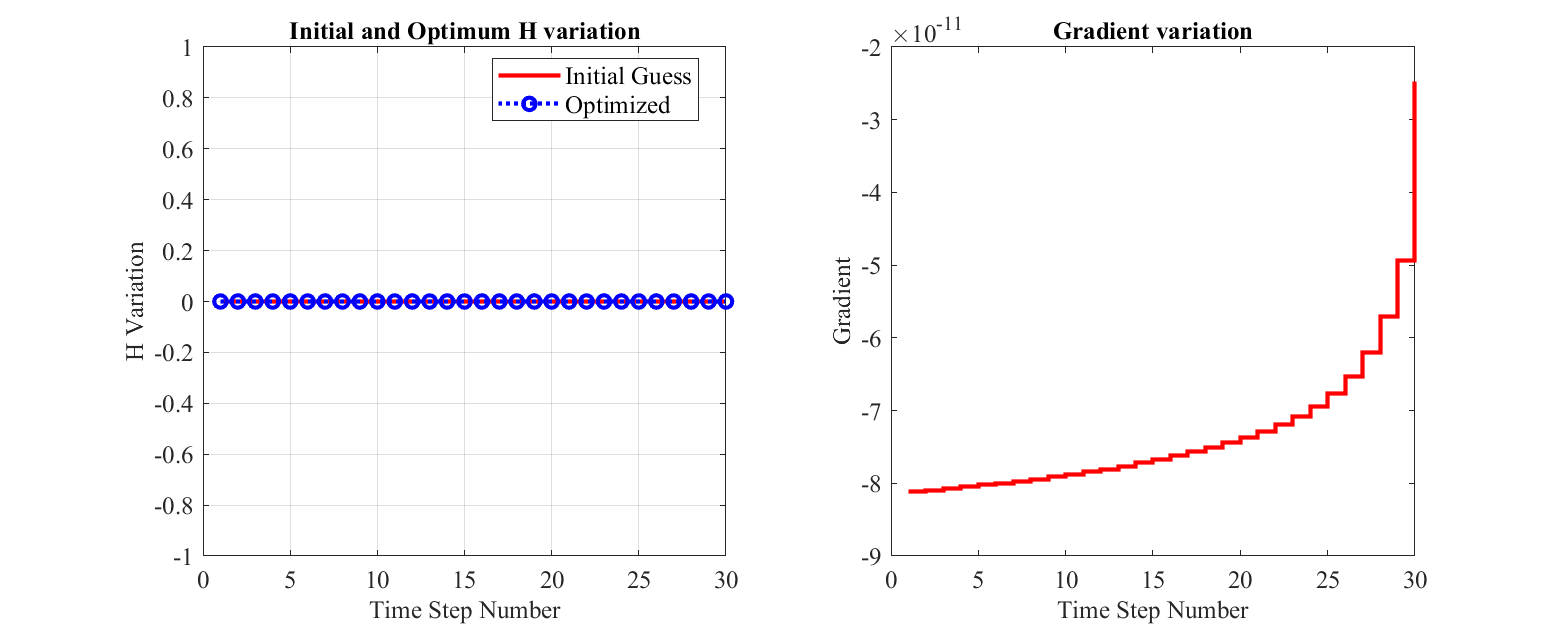 Initial and Optimum H variation
1
0.8
0.6
0.4
0.2
0
-0.2
-0.4
-0.6
-0.8
-1
H Variation
Initial Guess
Optimized
0 5 10 15 20 25 30
Time Step Number
×10-11
Gradient variation
-2
-3
-4
-5
-6
-7
-8
-9
Gradient
0 5 10 15 20 25 30
Time Step Number